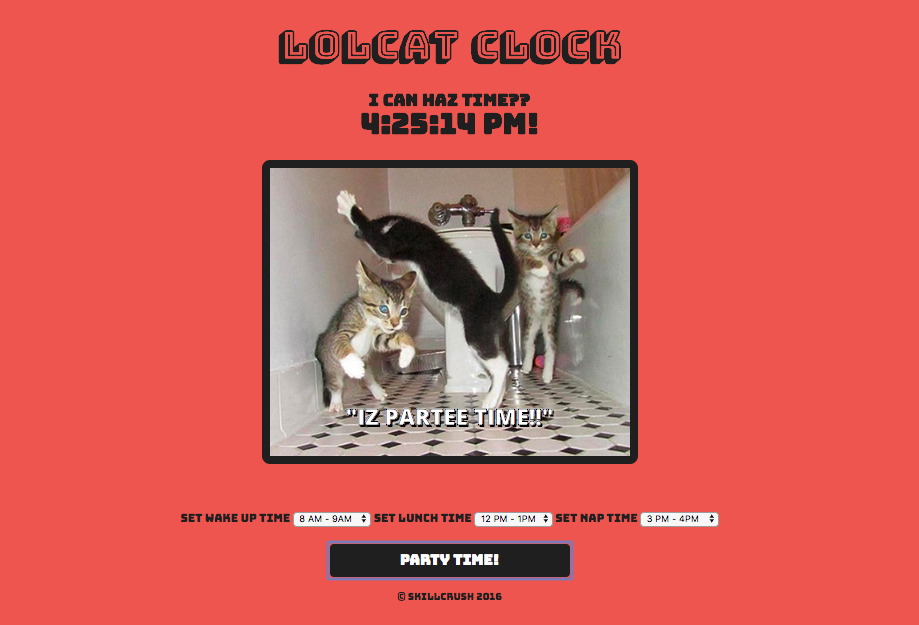 LOLCAT CLOCK
I CAN HAZ TIME??
4:25:14 PM!
"IZ PARTEE TIME!!"
SET WAKE UP TIME 8 AM - 9AM SET LUNCH TIME 12 PM - 1PM SET NAP TIME 3 PM - 4PM
PARTY TIME!
© SKILLCRUSH 2016